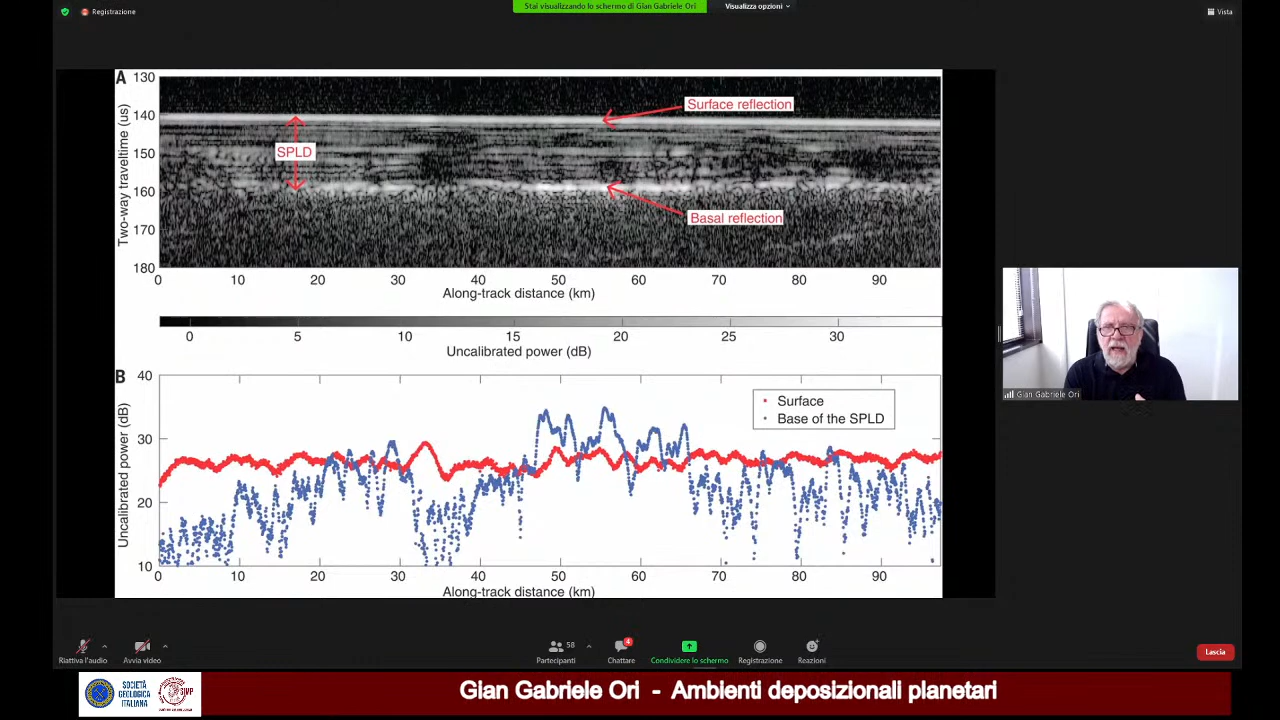 Registrazione
Stai visualizzando lo schermo di Gian Gabriele Ori
Visualizza opzioni
Vista
A
130
140
150
160
170
180
Two-way traveltime (us)
Surface reflection
SPLD
Basal reflection
0 10 20 30 40 50 60 70 80 90
Along-track distance (km)
0 5 10 15 20 25 30
Uncalibrated power (dB)
B
40
30
20
10
Uncalibrated power (dB)
Surface
Base of the SPLD
0 10 20 30 40 50 60 70 80 90
Along-track distance (km)
Gian Gabriele Ori
Riattiva l'audio
Avvia video
58
Partecipanti
4
Chattare
Condividere lo schermo
Registrazione
Reazioni
Lascia
SOCIETÀ
GEOLOGICA
ITALIANA
Gian Gabriele Ori - Ambienti deposizionali planetari